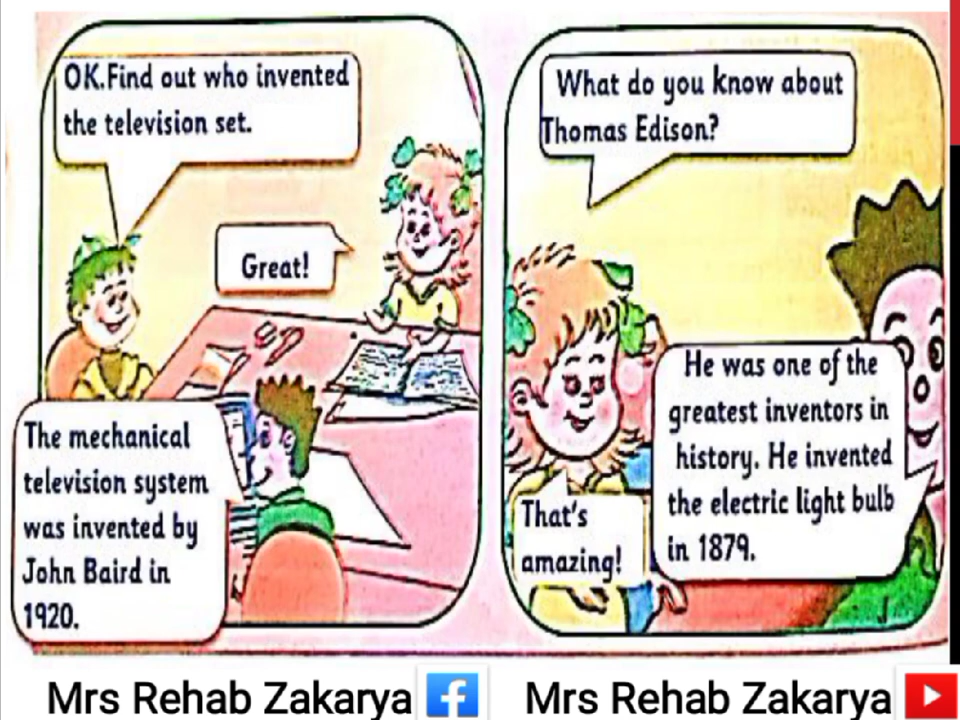 OK.Find out who invented
the television set.
Great!
The mechanical
television system
was invented by
John Baird in
1920.
What do you know about
Thomas Edison?
He was one of the
greatest inventors in
history. He invented
the electric light bulb
in 1879.
That's
amazing!
Mrs Rehab Zakarya
Mrs Rehab Zakarya